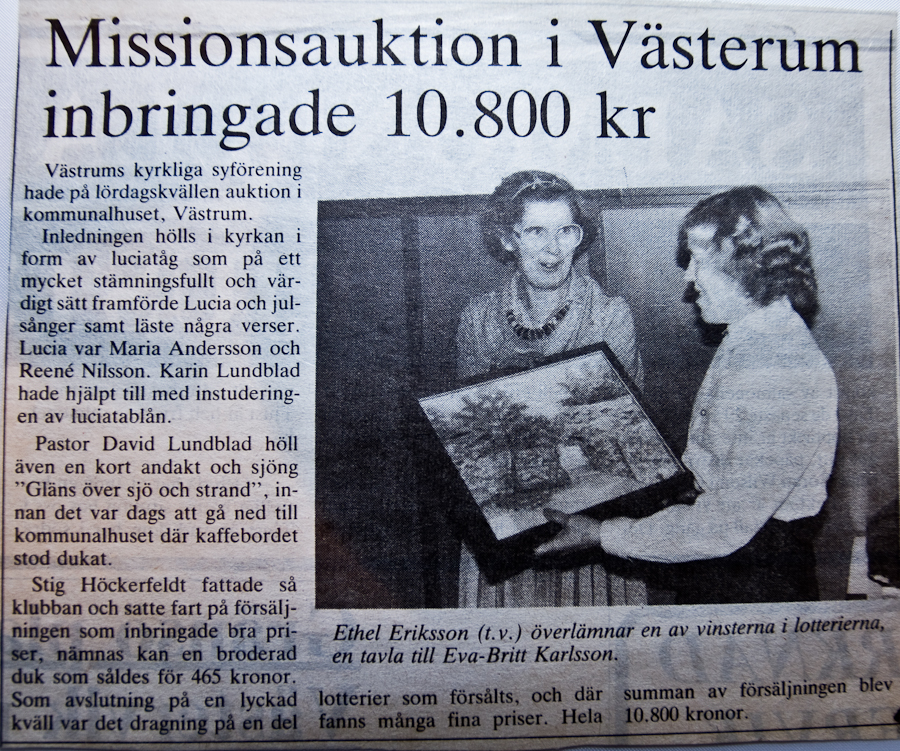 Missionsauktion i Västerum
inbringade 10.800 kr
Västrums kyrkliga syförening
hade på lördagskvällen auktion i
kommunalhuset, Västrum.
Inledningen hölls i kyrkan i
form av luciatåg som på ett
mycket stämningsfullt och vär-
digt sätt framförde Lucia och jul-
sånger samt läste några verser.
Lucia var Maria Andersson och
Reené Nilsson. Karin Lundblad
hade hjälpt till med instudering-
en av luciatablån.
Pastor David Lundblad höll
även en kort andakt och sjöng
"Gläns över sjö och strand", in-
nan det var dags att gå ned till
kommunalhuset där kaffebordet
stod dukat.
Stig Höckerfeldt fattade så
klubban och satte fart på försälj-
ningen som inbringade bra pri-
ser, nämnas kan en broderad
duk som såldes för 465 kronor.
Som avslutning på en lyckad
kväll var det dragning på en del
Ethel Eriksson (t.v.) överlämnar en av vinsterna i lotterierna,
en tavla till Eva-Britt Karlsson.
lotterier som försålts, och där
fanns många fina priser. Hela
summan av försäljningen blev
10.800 kronor.